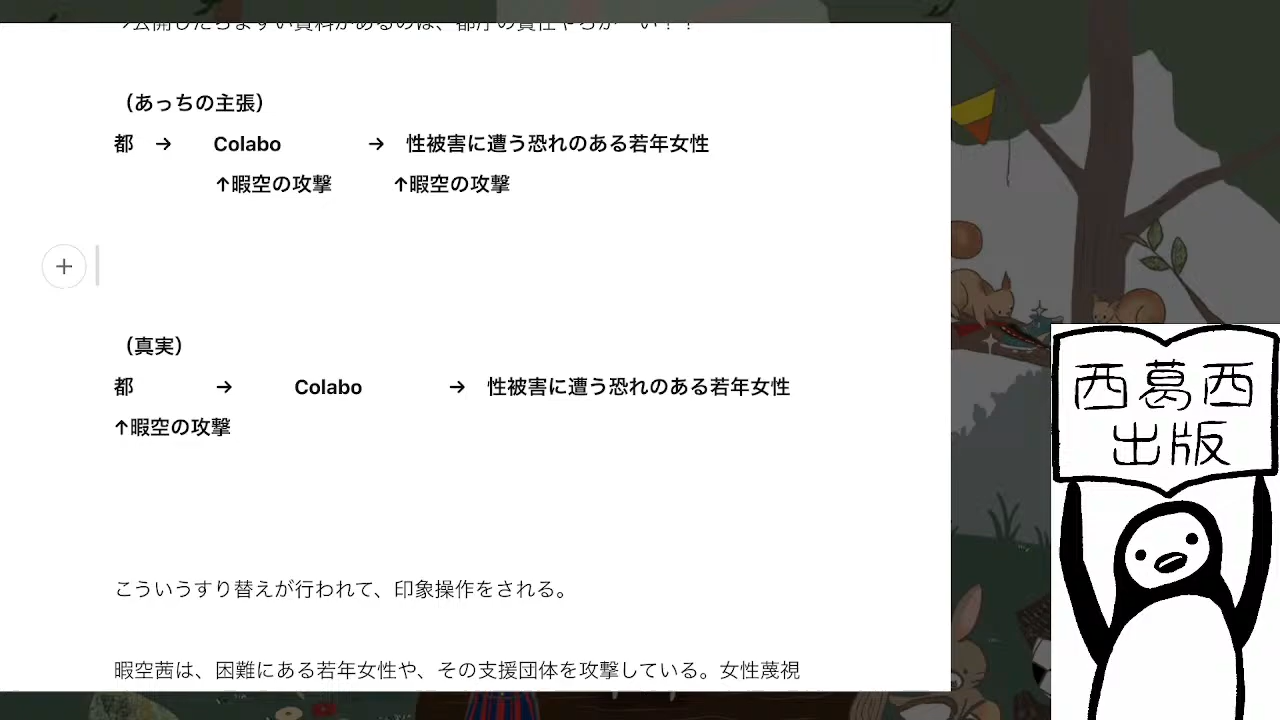 （あっちの主張）
都　→　　Colabo　　　　→　性被害に遭う恐れのある若年女性
↑暇空の攻撃　　　↑暇空の攻撃
（真実）
都　　　　→　　　Colabo　　　　→　性被害に遭う恐れのある若年女性
↑暇空の攻撃
こういうすり替えが行われて、印象操作をされる。
暇空茜は、困難にある若年女性や、その支援団体を攻撃している。女性蔑視
西葛西
出版